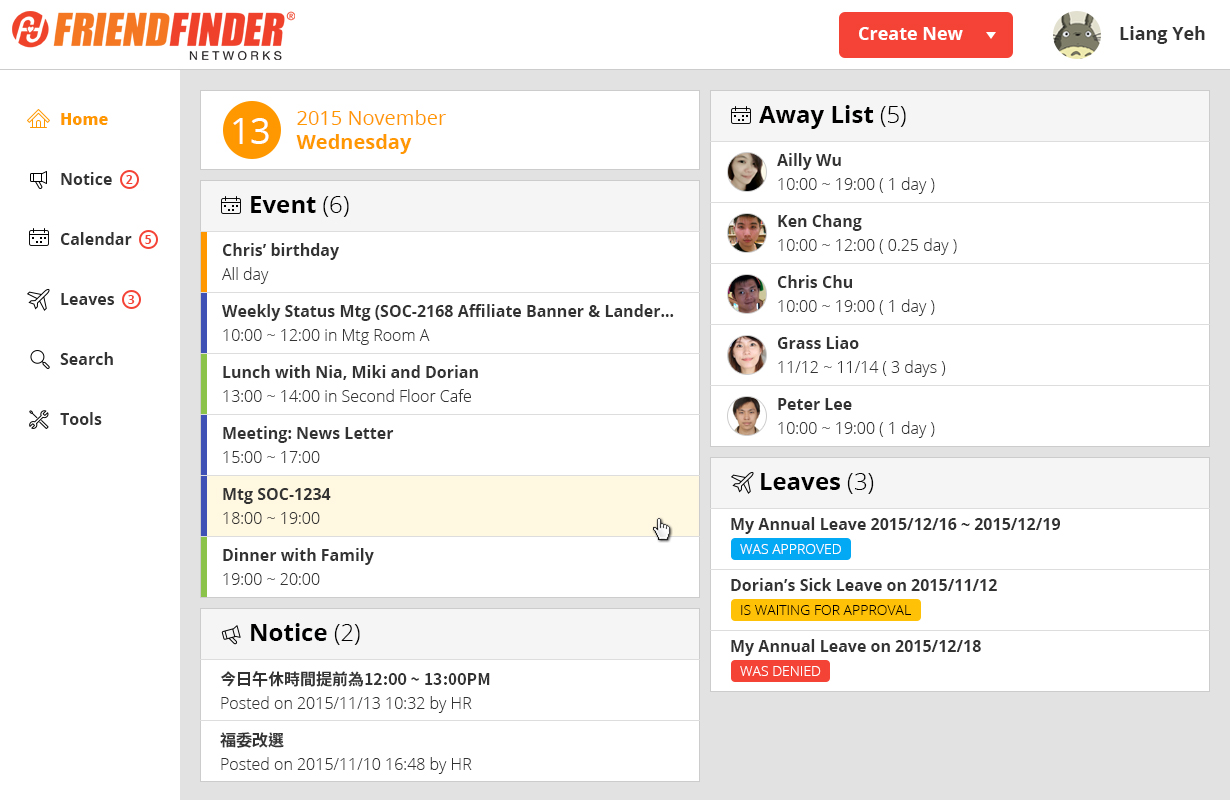 FRIENDFINDER®
NETWORKS
Create New
Liang Yeh
Home
Notice 2
Calendar 5
Leaves 3
Search
Tools
13
2015 November
Wednesday
Event (6)
Chris’ birthday
All day
Weekly Status Mtg (SOC-2168 Affiliate Banner & Lander...
10:00 ~ 12:00 in Mtg Room A
Lunch with Nia, Miki and Dorian
13:00 ~ 14:00 in Second Floor Cafe
Meeting: News Letter
15:00 ~ 17:00
Mtg SOC-1234
18:00 ~ 19:00
Dinner with Family
19:00 ~ 20:00
Notice (2)
今日午休時間提前為12:00 ~ 13:00PM
Posted on 2015/11/13 10:32 by HR
福委改選
Posted on 2015/11/10 16:48 by HR
Away List (5)
Ailly Wu
10:00 ~ 19:00 ( 1 day )
Ken Chang
10:00 ~ 12:00 ( 0.25 day )
Chris Chu
10:00 ~ 19:00 ( 1 day )
Grass Liao
11/12 ~ 11/14 ( 3 days )
Peter Lee
10:00 ~ 19:00 ( 1 day )
Leaves (3)
My Annual Leave 2015/12/16 ~ 2015/12/19
WAS APPROVED
Dorian’s Sick Leave on 2015/11/12
IS WAITING FOR APPROVAL
My Annual Leave on 2015/12/18
WAS DENIED